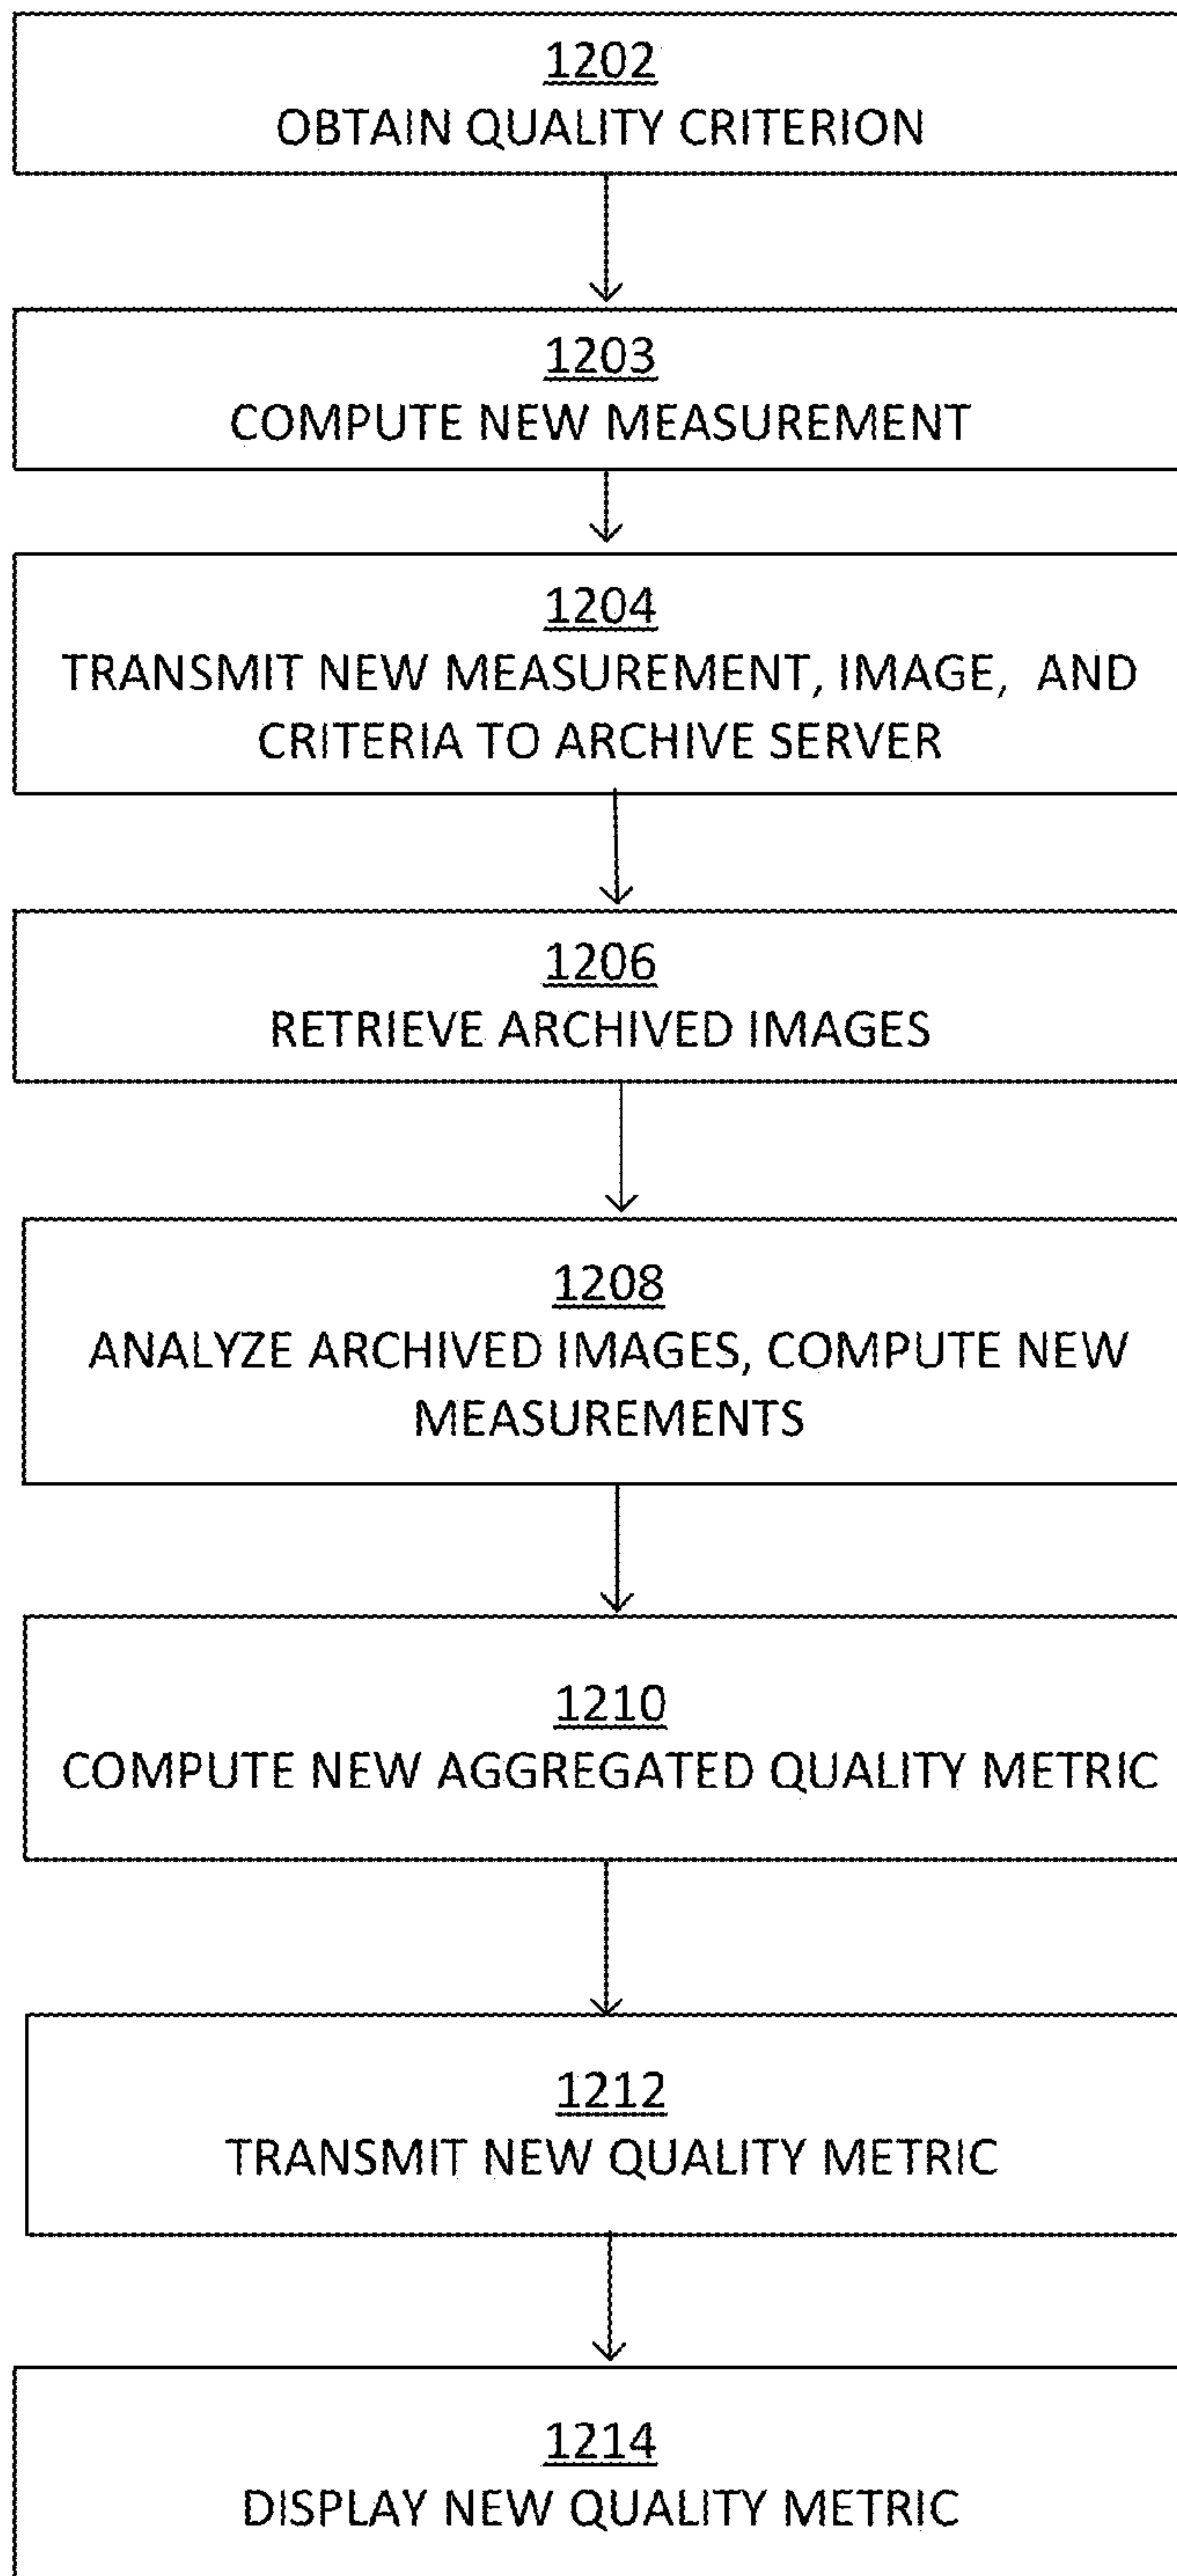 1202
OBTAIN QUALITY CRITERION
1203
COMPUTE NEW MEASUREMENT
1204
TRANSMIT NEW MEASUREMENT, IMAGE, AND
CRITERIA TO ARCHIVE SERVER
1206
RETRIEVE ARCHIVED IMAGES
1208
ANALYZE ARCHIVED IMAGES, COMPUTE NEW
MEASUREMENTS
1210
COMPUTE NEW AGGREGATED QUALITY METRIC
1212
TRANSMIT NEW QUALITY METRIC
1214
DISPLAY NEW QUALITY METRIC